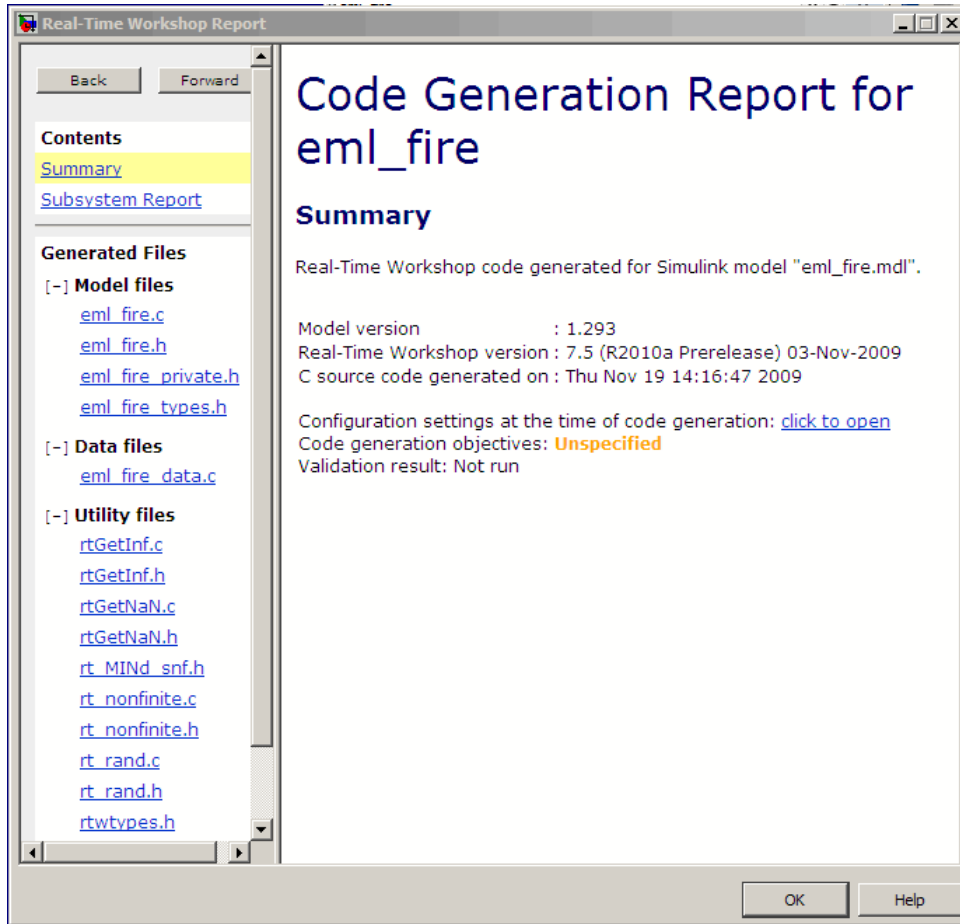 Real-Time Workshop Report
Back Forward
Contents
Summary
Subsystem Report
Generated Files
[-] Model files
eml_fire.c
eml_fire.h
eml_fire_private.h
eml_fire_types.h
[-] Data files
eml_fire_data.c
[-] Utility files
rtGetInf.c
rtGetInf.h
rtGetNaN.c
rtGetNaN.h
rt_MINd_snf.h
rt_nonfinite.c
rt_nonfinite.h
rt_rand.c
rt_rand.h
rtwtypes.h
Code Generation Report for
eml_fire
Summary
Real-Time Workshop code generated for Simulink model "eml_fire.mdl".
Model version : 1.293
Real-Time Workshop version : 7.5 (R2010a Prerelease) 03-Nov-2009
C source code generated on : Thu Nov 19 14:16:47 2009
Configuration settings at the time of code generation: click to open
Code generation objectives: Unspecified
Validation result: Not run
OK Help